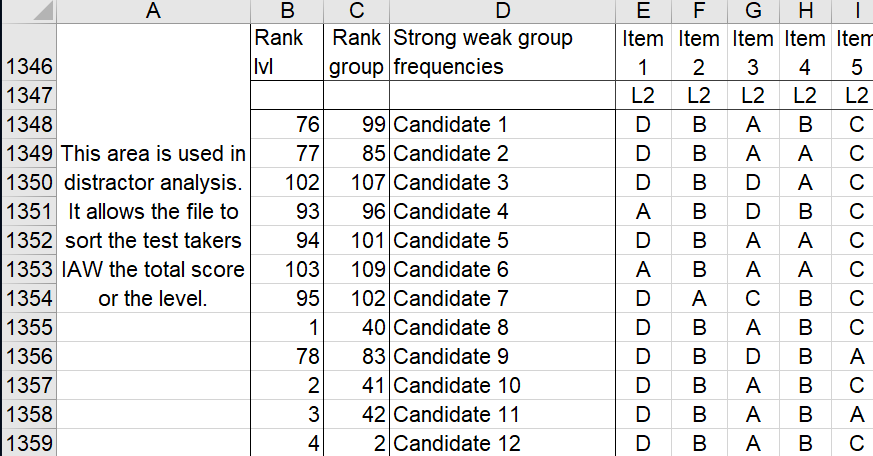 A B C D E F G H I
1346 Rank lvl Rank group Strong weak group frequencies Item 1 Item 2 Item 3 Item 4 Item 5
1347 L2 L2 L2 L2 L2
1348 76 99 Candidate 1 D B A B C
1349 This area is used in 77 85 Candidate 2 D B A A C
1350 distractor analysis. 102 107 Candidate 3 D B D A C
1351 It allows the file to 93 96 Candidate 4 A B D B C
1352 sort the test takers 94 101 Candidate 5 D B A A C
1353 IAW the total score 103 109 Candidate 6 A B A A C
1354 or the level. 95 102 Candidate 7 D A C B C
1355 1 40 Candidate 8 D B A B C
1356 78 83 Candidate 9 D B D B A
1357 2 41 Candidate 10 D B A B C
1358 3 42 Candidate 11 D B A B A
1359 4 2 Candidate 12 D B A B C